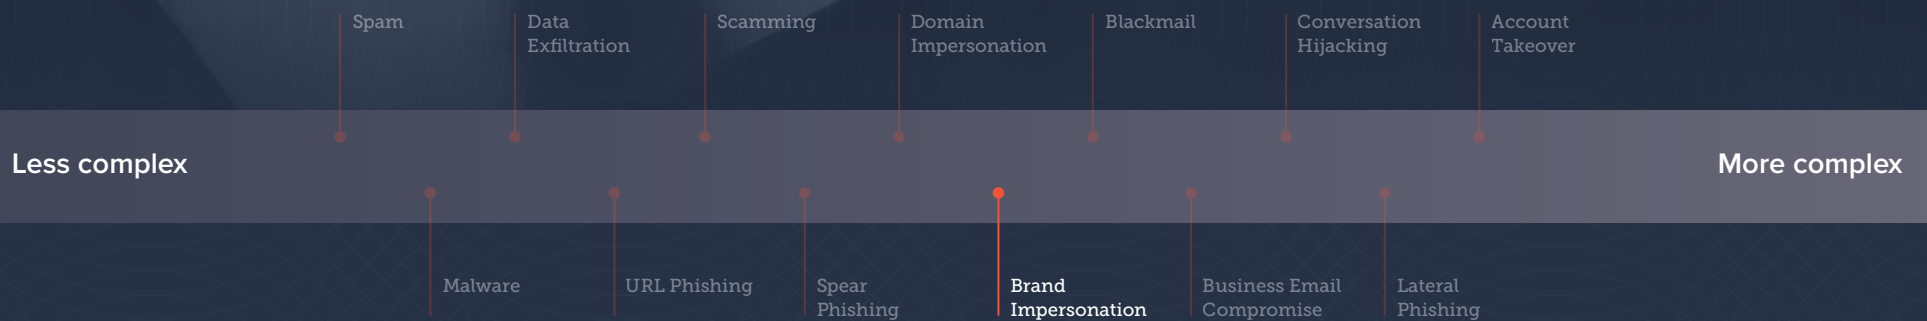 Spam
Data
Exfiltration
Scamming
Domain
Impersonation
Blackmail
Conversation
Hijacking
Account
Takeover
Less complex
More complex
Malware
URL Phishing
Spear
Phishing
Brand
Impersonation
Business Email
Compromise
Lateral
Phishing